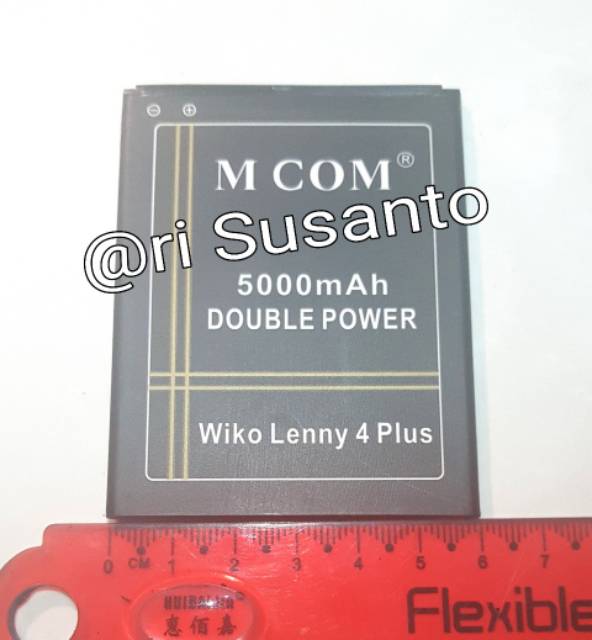 ⊖ ⊕
M COM®
@ri Susanto
5000mAh
DOUBLE POWER
Wiko Lenny 4 Plus
0 CM 1 2 3 4 5 6 7
HUIBAIJIA
惠佰嘉
Flexible